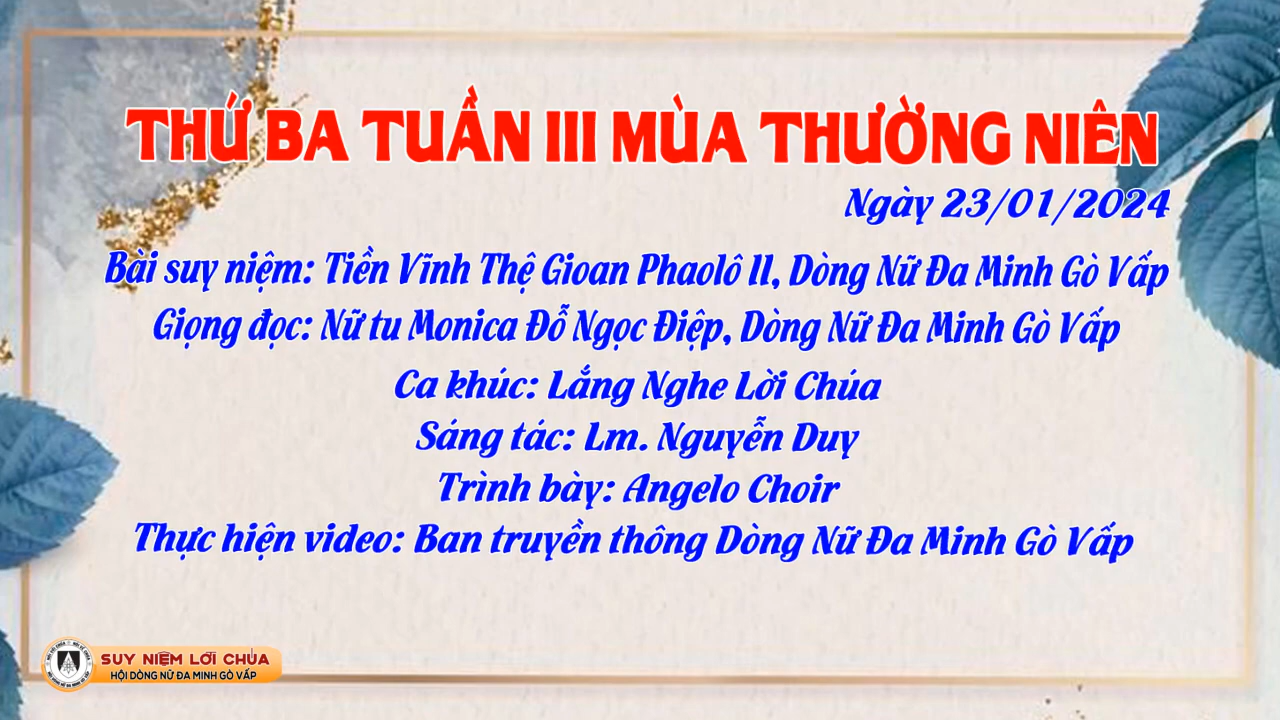 THỨ BA TUẦN III MÙA THƯỜNG NIÊN
Ngày 23/01/2024
Bài suy niệm: Tiền Vĩnh Thệ Gioan Phaolô II, Dòng Nữ Đa Minh Gò Vấp
Giọng đọc: Nữ tu Monica Đỗ Ngọc Điệp, Dòng Nữ Đa Minh Gò Vấp
Ca khúc: Lắng Nghe Lời Chúa
Sáng tác: Lm. Nguyễn Duy
Trình bày: Angelo Choir
Thực hiện video: Ban truyền thông Dòng Nữ Đa Minh Gò Vấp
SUY NIỆM LỜI CHÚA
HỘI DÒNG NỮ ĐA MINH GÒ VẤP